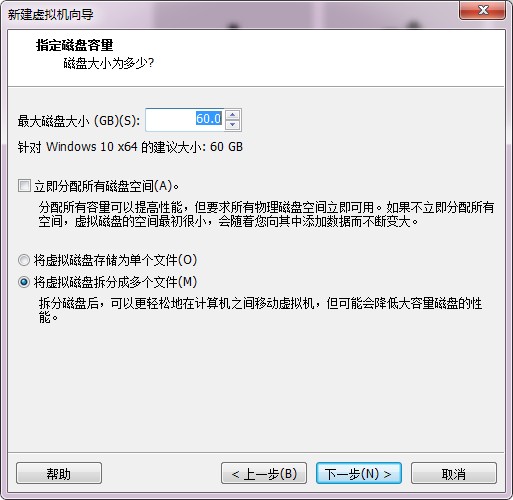 新建虚拟机向导
指定磁盘容量
磁盘大小为多少?
最大磁盘大小 (GB)(S): 60.0
针对 Windows 10 x64 的建议大小: 60 GB
立即分配所有磁盘空间(A)。
分配所有容量可以提高性能，但要求所有物理磁盘空间立即可用。如果不立即分配所有
空间，虚拟磁盘的空间最初很小，会随着您向其中添加数据而不断变大。
将虚拟磁盘存储为单个文件(O)
将虚拟磁盘拆分成多个文件(M)
拆分磁盘后，可以更轻松地在计算机之间移动虚拟机，但可能会降低大容量磁盘的性
能。
帮助 < 上一步(B) 下一步(N) > 取消